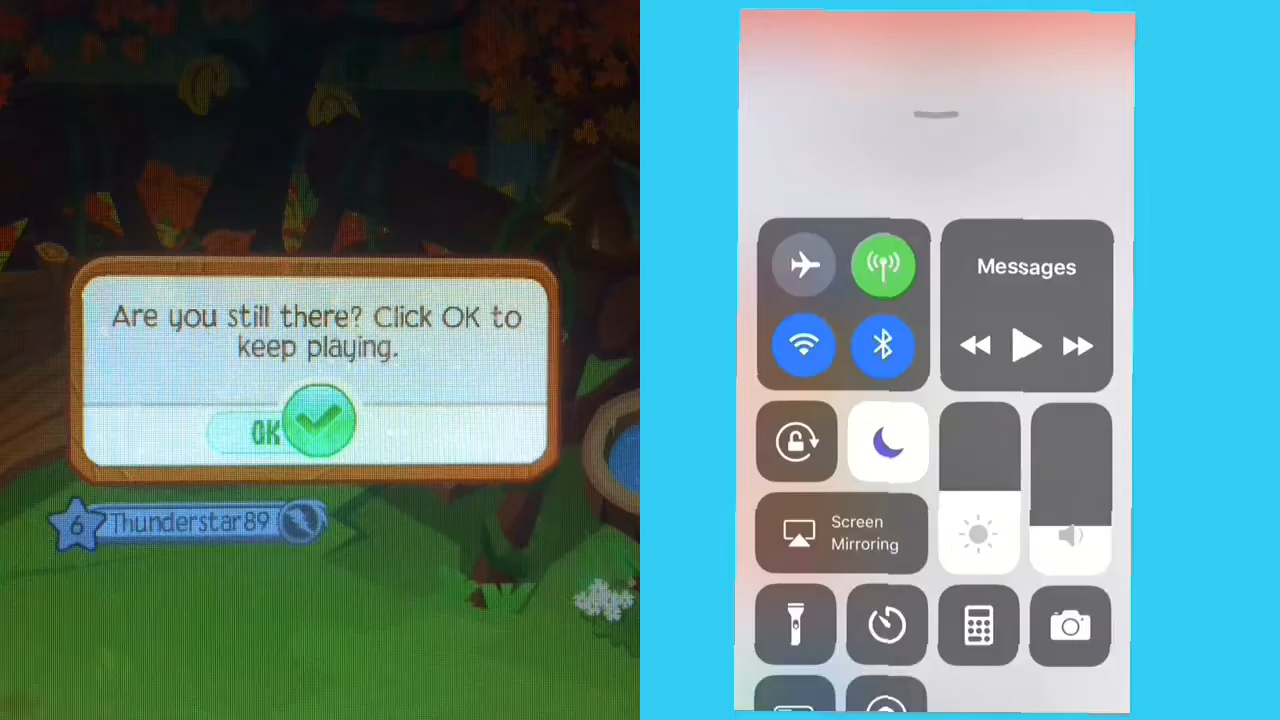 Are you still there? Click OK to
keep playing.
OK
6
Thunderstar89
Messages
Screen
Mirroring